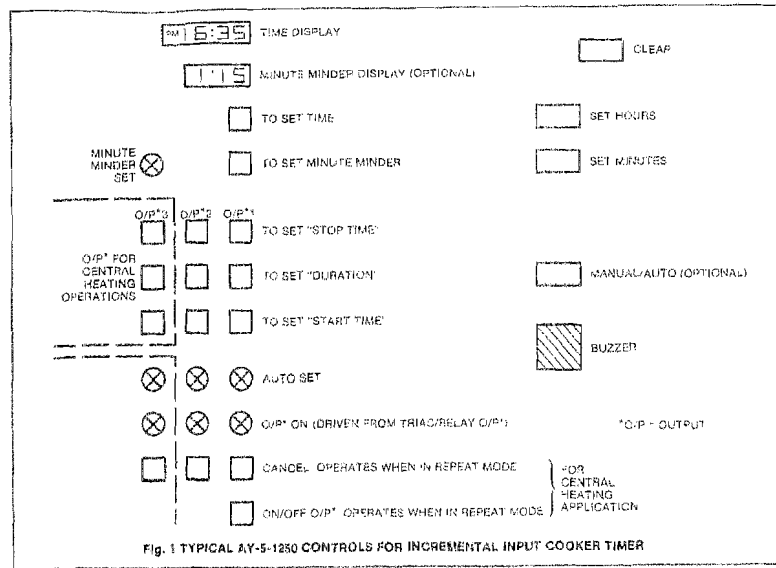 PM 16:35 TIME DISPLAY
1'15 MINUTE MINDER DISPLAY (OPTIONAL)
CLEAR
TO SET TIME
SET HOURS
MINUTE
MINDER
SET
TO SET MINUTE MINDER
SET MINUTES
O/P*3 O/P*2 O/P*1
TO SET "STOP TIME"
O/P* FOR
CENTRAL
HEATING
OPERATIONS
TO SET "DURATION"
MANUAL/AUTO (OPTIONAL)
TO SET "START TIME"
BUZZER
AUTO SET
O/P* ON (DRIVEN FROM TRIAC/RELAY O/P*)
*O/P = OUTPUT
CANCEL OPERATES WHEN IN REPEAT MODE
ON/OFF O/P* OPERATES WHEN IN REPEAT MODE
FOR
CENTRAL
HEATING
APPLICATION
Fig. 1 TYPICAL AY-5-1250 CONTROLS FOR INCREMENTAL INPUT COOKER TIMER